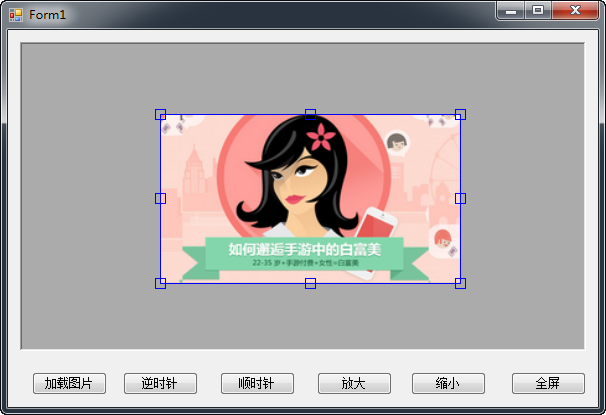 Form1
如何邂逅手游中的白富美
22-35 岁+手游付费+女性=白富美
加载图片
逆时针
顺时针
放大
缩小
全屏